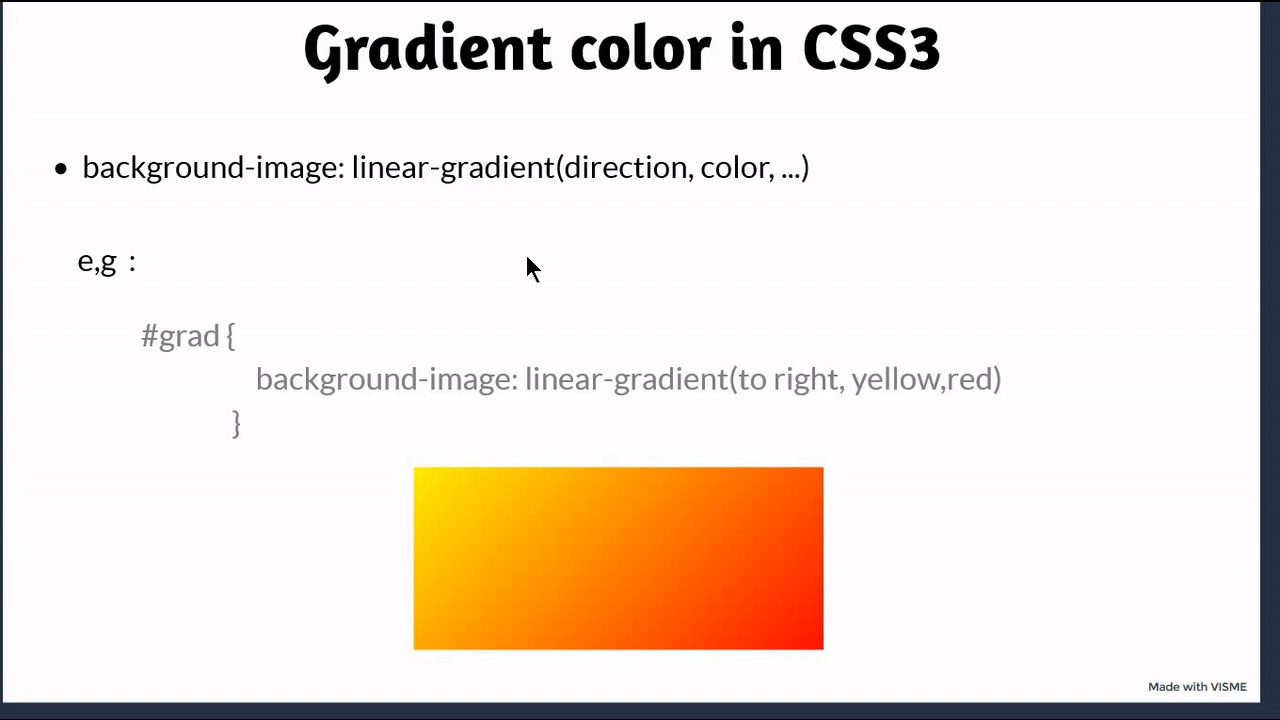 Gradient color in CSS3
• background-image: linear-gradient(direction, color, ...)
e,g :
#grad {
background-image: linear-gradient(to right, yellow,red)
}
Made with VISME